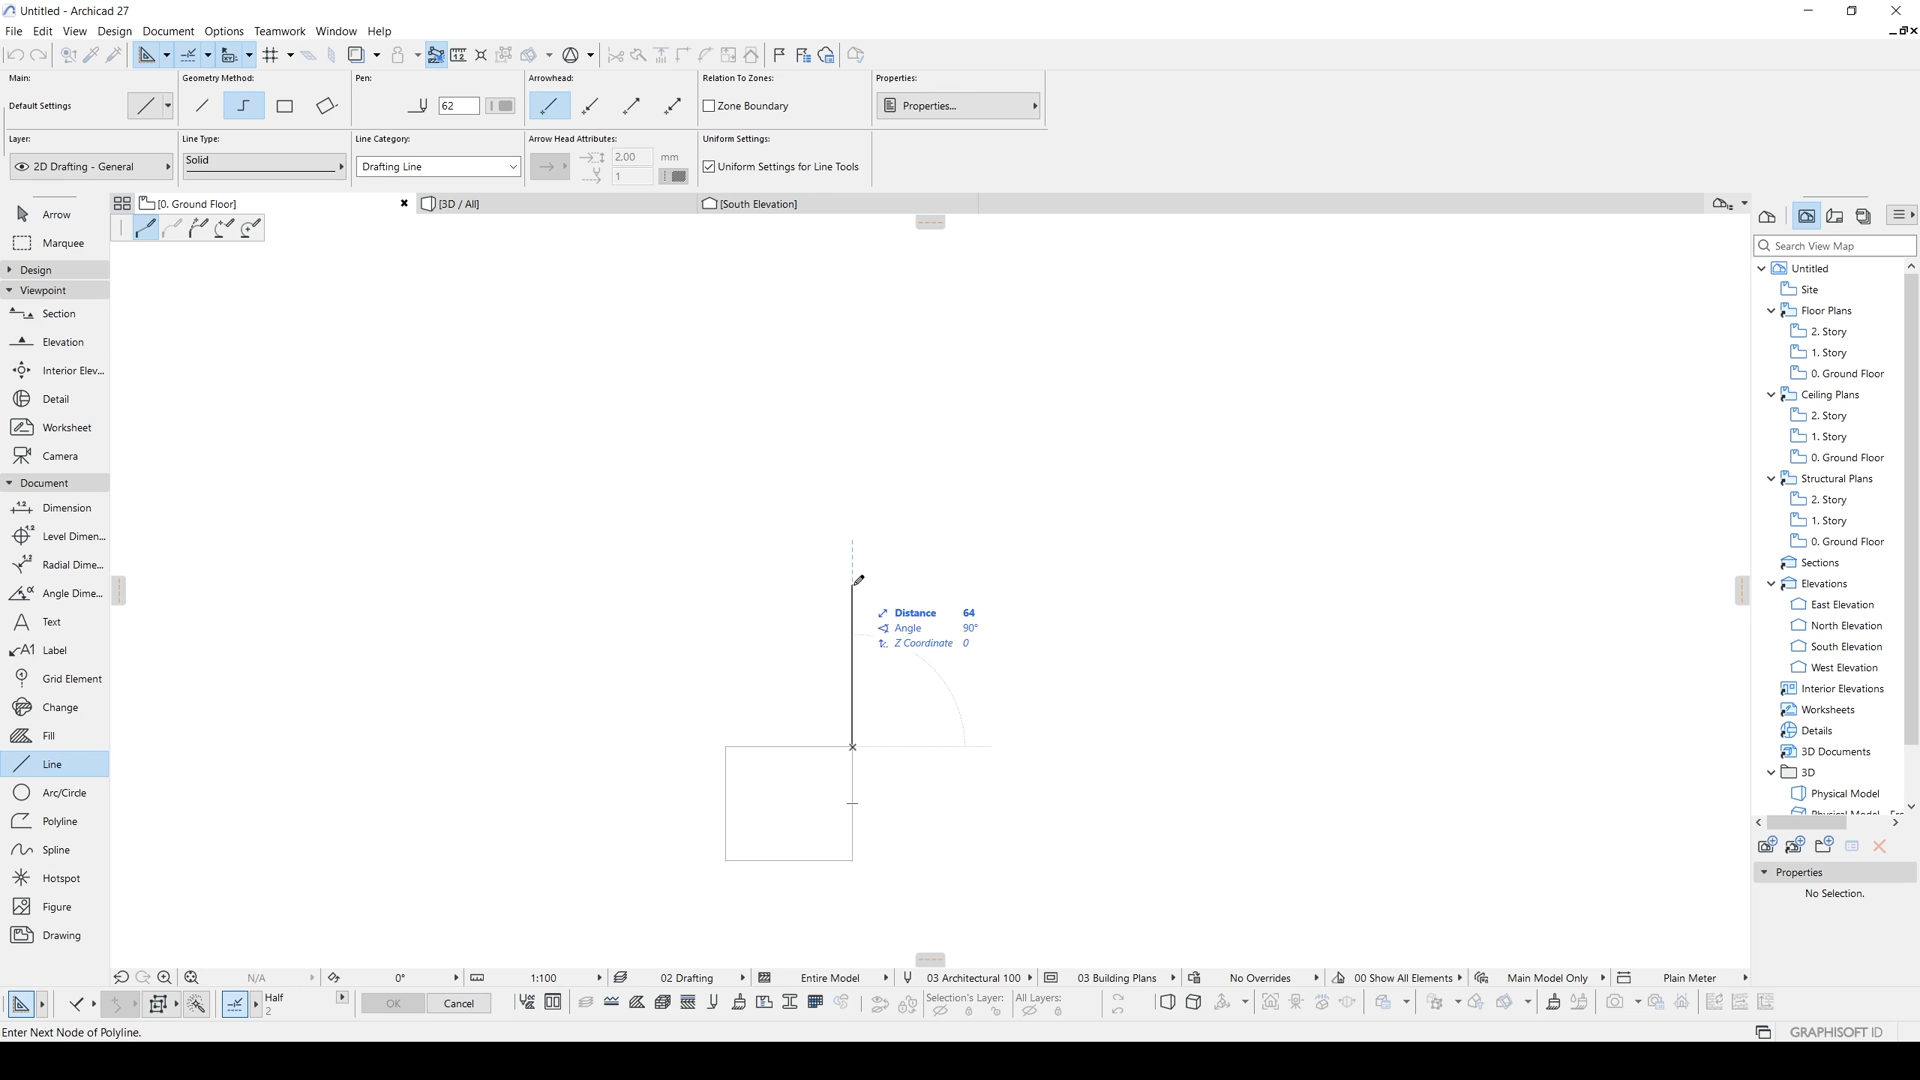 Untitled - Archicad 27
File Edit View Design Document Options Teamwork Window Help
Main: Geometry Method: Pen: Arrowhead: Relation To Zones: Properties:
Default Settings 62 Zone Boundary Properties...
Layer: Line Type: Line Category: Arrow Head Attributes: Uniform Settings:
2D Drafting - General Solid Drafting Line 2.00 mm 1 Uniform Settings for Line Tools
[0. Ground Floor] [3D / All] [South Elevation]
Arrow
Marquee
Design
Viewpoint
Section
Elevation
Interior Elev...
Detail
Worksheet
Camera
Document
Dimension
Level Dimen...
Radial Dime...
Angle Dime...
Text
Label
Grid Element
Change
Fill
Line
Arc/Circle
Polyline
Spline
Hotspot
Figure
Drawing
Distance 64
Angle 90°
Z Coordinate 0
Search View Map
Untitled
Site
Floor Plans
2. Story
1. Story
0. Ground Floor
Ceiling Plans
2. Story
1. Story
0. Ground Floor
Structural Plans
2. Story
1. Story
0. Ground Floor
Sections
Elevations
East Elevation
North Elevation
South Elevation
West Elevation
Interior Elevations
Worksheets
Details
3D Documents
3D
Physical Model
Properties
No Selection.
N/A 0° 1:100 02 Drafting Entire Model 03 Architectural 100 03 Building Plans No Overrides 00 Show All Elements Main Model Only Plain Meter
Half
2
OK Cancel Selection's Layer: All Layers:
Enter Next Node of Polyline.
GRAPHISOFT ID